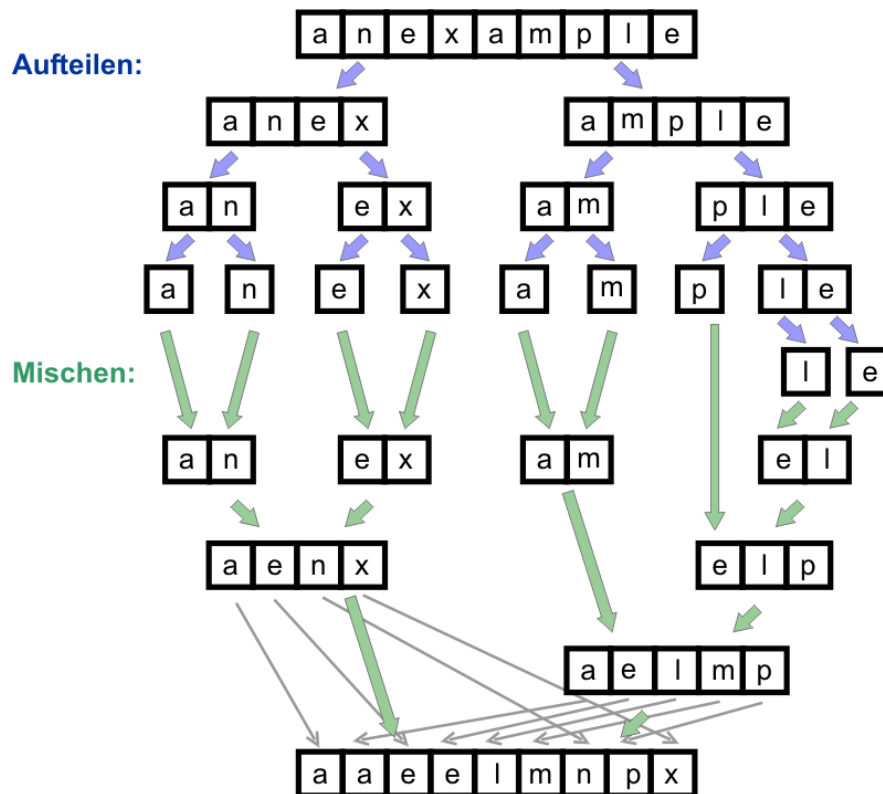 a n e x a m p l e
Aufteilen:
a n e x a m p l e
a n e x a m p l e
a n e x a m p l e
Mischen:
l e
a n e x a m e l
a e n x e l p
a e l m p
a a e e l m n p x